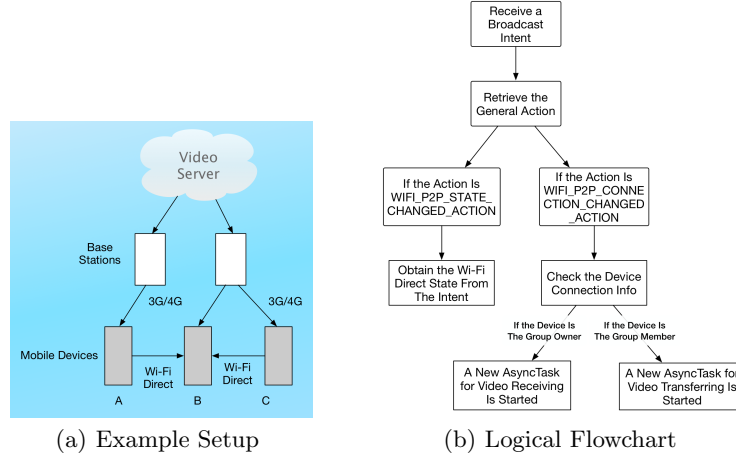 Video
Server
Base
Stations
3G/4G
3G/4G
Mobile Devices
Wi-Fi
Direct
Wi-Fi
Direct
A
B
C
(a) Example Setup
Receive a
Broadcast
Intent
Retrieve the
General Action
If the Action Is
WIFI_P2P_STATE_
CHANGED_ACTION
If the Action Is
WIFI_P2P_CONNE
CTION_CHANGED
_ACTION
Obtain the Wi-Fi
Direct State From
The Intent
Check the Device
Connection Info
If the Device Is
The Group Owner
If the Device Is
The Group Member
A New AsyncTask
for Video Receiving
Is Started
A New AsyncTask for
Video Transferring Is
Started
(b) Logical Flowchart